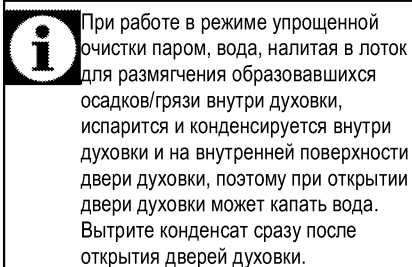 При работе в режиме упрощенной
очистки паром, вода, налитая в лоток
для размягчения образовавшихся
осадков/грязи внутри духовки,
испарится и конденсируется внутри
духовки и на внутренней поверхности
двери духовки, поэтому при открытии
двери духовки может капать вода.
Вытрите конденсат сразу после
открытия дверей духовки.